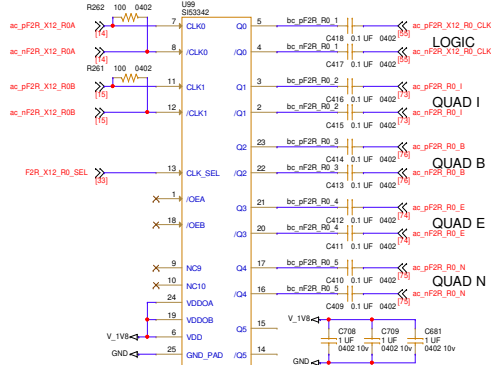 R262 100 0402
U99
SI53342
ac_pF2R_X12_R0A [14] 7 CLK0 Q0 5 bc_pF2R_R0_1 ac_pF2R_X12_R0_CLK
C418 0.1 UF 0402 LOGIC
ac_nF2R_X12_R0A [14] 8 /CLK0 /Q0 4 bc_nF2R_R0_1 ac_nF2R_X12_R0_CLK
C417 0.1 UF 0402
R261 100 0402
ac_pF2R_X12_R0B [15] 11 CLK1 Q1 3 bc_pF2R_R0_2 ac_pF2R_R0_I [73]
C416 0.1 UF 0402 QUAD I
ac_nF2R_X12_R0B [15] 12 /CLK1 /Q1 2 bc_nF2R_R0_2 ac_nF2R_R0_I [73]
C415 0.1 UF 0402
Q2 23 bc_pF2R_R0_3 ac_pF2R_R0_B [76]
C414 0.1 UF 0402 QUAD B
F2R_X12_R0_SEL [33] 13 CLK_SEL /Q2 22 bc_nF2R_R0_3 ac_nF2R_R0_B [76]
C413 0.1 UF 0402
1 /OEA
Q3 21 bc_pF2R_R0_4 ac_pF2R_R0_E [74]
C412 0.1 UF 0402 QUAD E
18 /OEB
/Q3 20 bc_nF2R_R0_4 ac_nF2R_R0_E [74]
C411 0.1 UF 0402
9 NC9 Q4 17 bc_pF2R_R0_5 ac_pF2R_R0_N
C410 0.1 UF 0402 QUAD N
10 NC10
/Q4 16 bc_nF2R_R0_5 ac_nF2R_R0_N
C409 0.1 UF 0402
24 VDDOA
19 VDDOB
Q5 15
V_1V8 6 VDD
GND 25 GND_PAD /Q5 14
V_1V8
C708 C709 C681
1 UF 1 UF 1 UF
0402 10v 0402 10v 0402 10v
GND